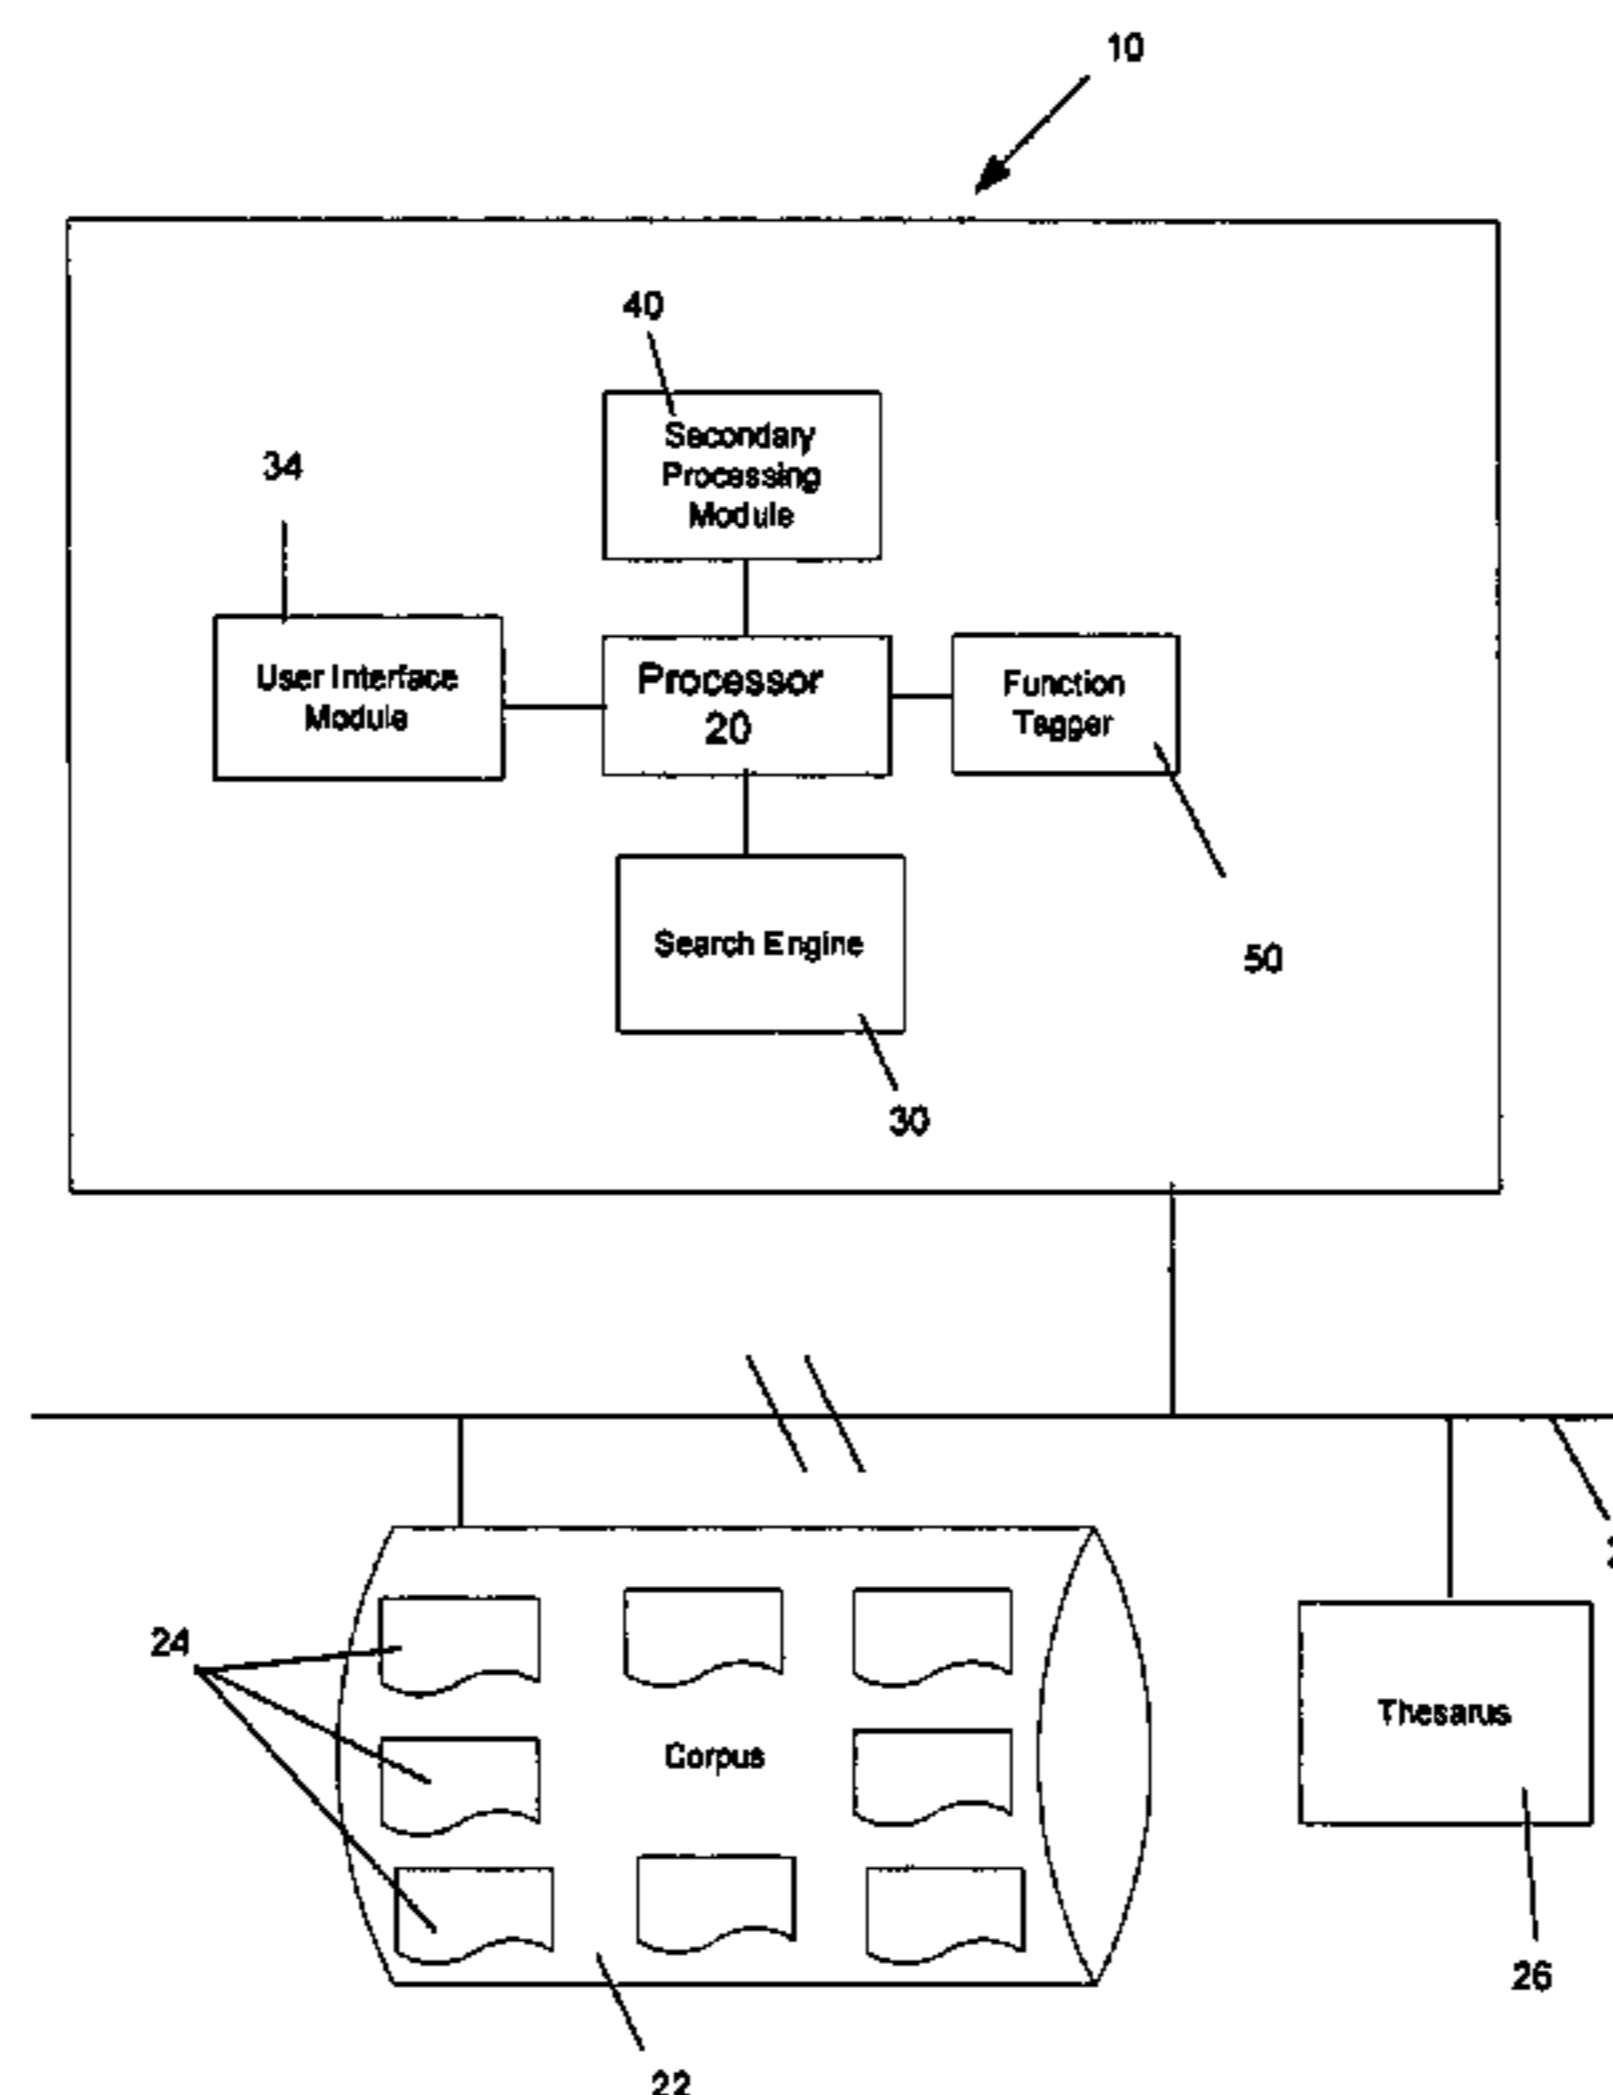 10
40
Secondary
Processing
Module
34
User Interface
Module
Processor
20
Function
Tagger
Search Engine
50
30
24
Corpus
Thesarus
26
22